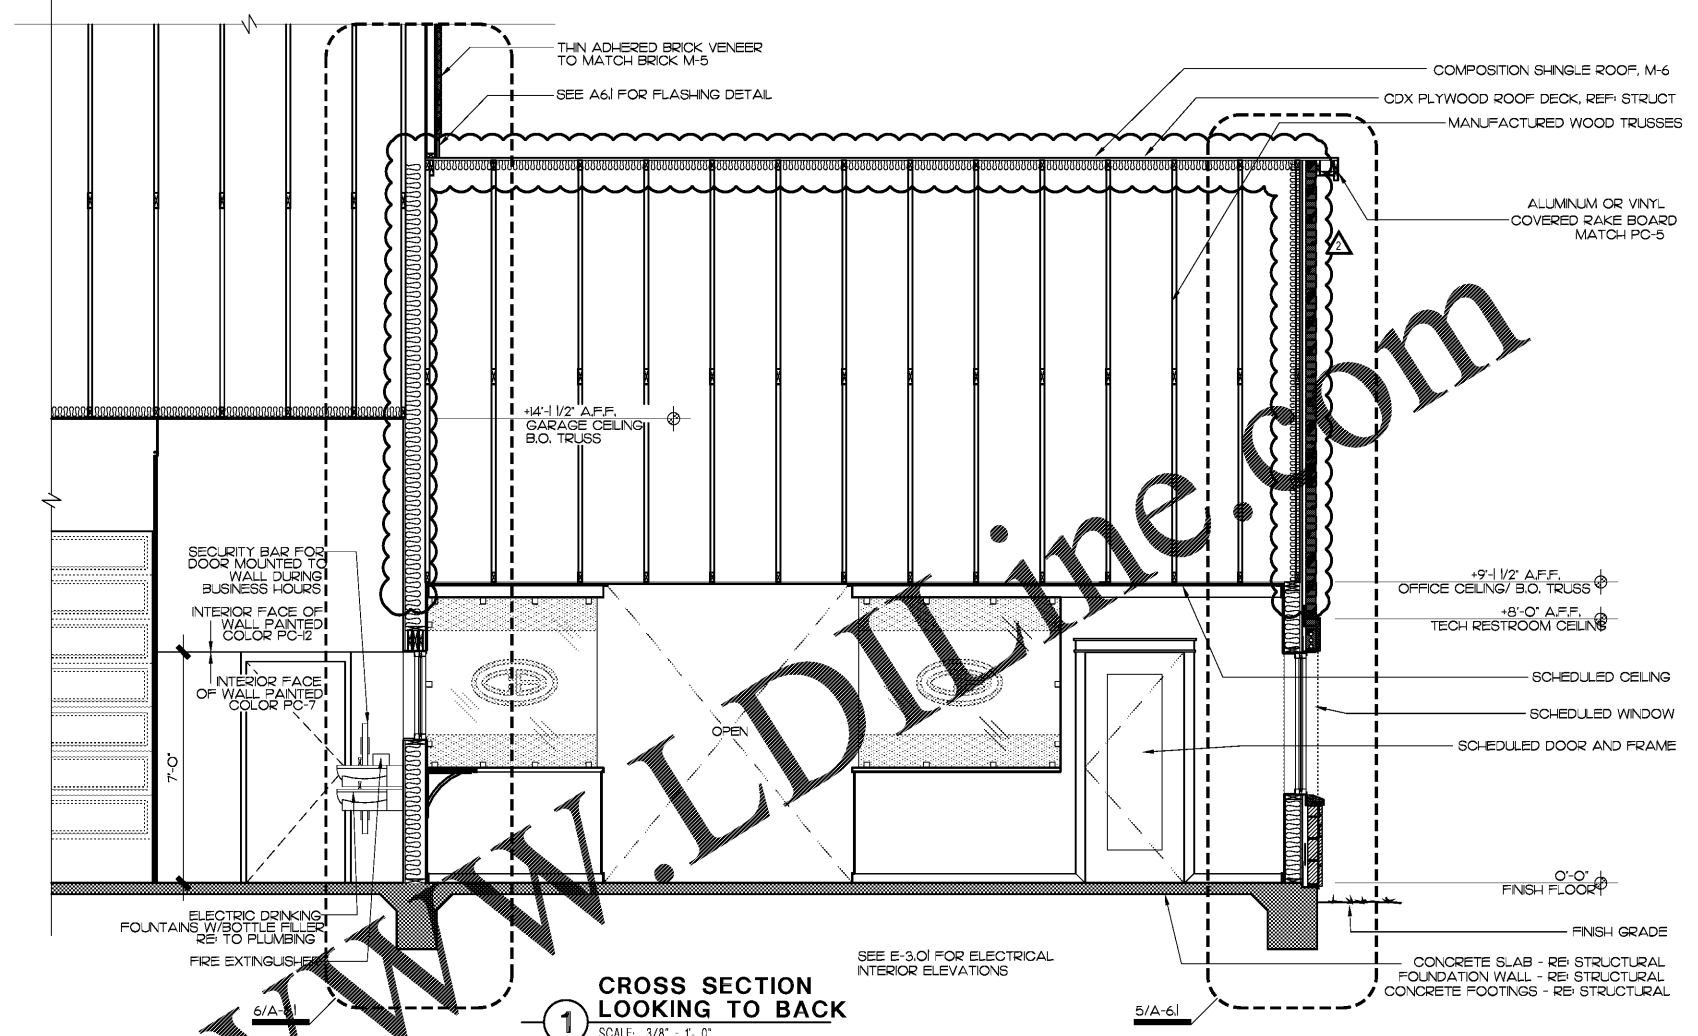 THIN ADHERED BRICK VENEER
TO MATCH BRICK M-5
SEE A6.1 FOR FLASHING DETAIL
COMPOSITION SHINGLE ROOF, M-6
CDX PLYWOOD ROOF DECK, REF: STRUCT
MANUFACTURED WOOD TRUSSES
ALUMINUM OR VINYL
COVERED RAKE BOARD
MATCH PC-5
2
+14'-1 1/2" A.F.F.
GARAGE CEILING
B.O. TRUSS
SECURITY BAR FOR
DOOR MOUNTED TO
WALL DURING
BUSINESS HOURS
INTERIOR FACE OF
WALL PAINTED
COLOR PC-12
INTERIOR FACE
OF WALL PAINTED
COLOR PC-7
7'-0"
OPEN
+9'-1 1/2" A.F.F.
OFFICE CEILING/ B.O. TRUSS
+8'-0" A.F.F.
TECH RESTROOM CEILING
SCHEDULED CEILING
SCHEDULED WINDOW
SCHEDULED DOOR AND FRAME
0'-0"
FINISH FLOOR
FINISH GRADE
ELECTRIC DRINKING
FOUNTAINS W/BOTTLE FILLER
RE: TO PLUMBING
FIRE EXTINGUISHER
SEE E-3.01 FOR ELECTRICAL
INTERIOR ELEVATIONS
CONCRETE SLAB - RE: STRUCTURAL
FOUNDATION WALL - RE: STRUCTURAL
CONCRETE FOOTINGS - RE: STRUCTURAL
5/A-6.1
1
CROSS SECTION
LOOKING TO BACK
SCALE: 3/8" = 1'- 0"
www.LDILine.com